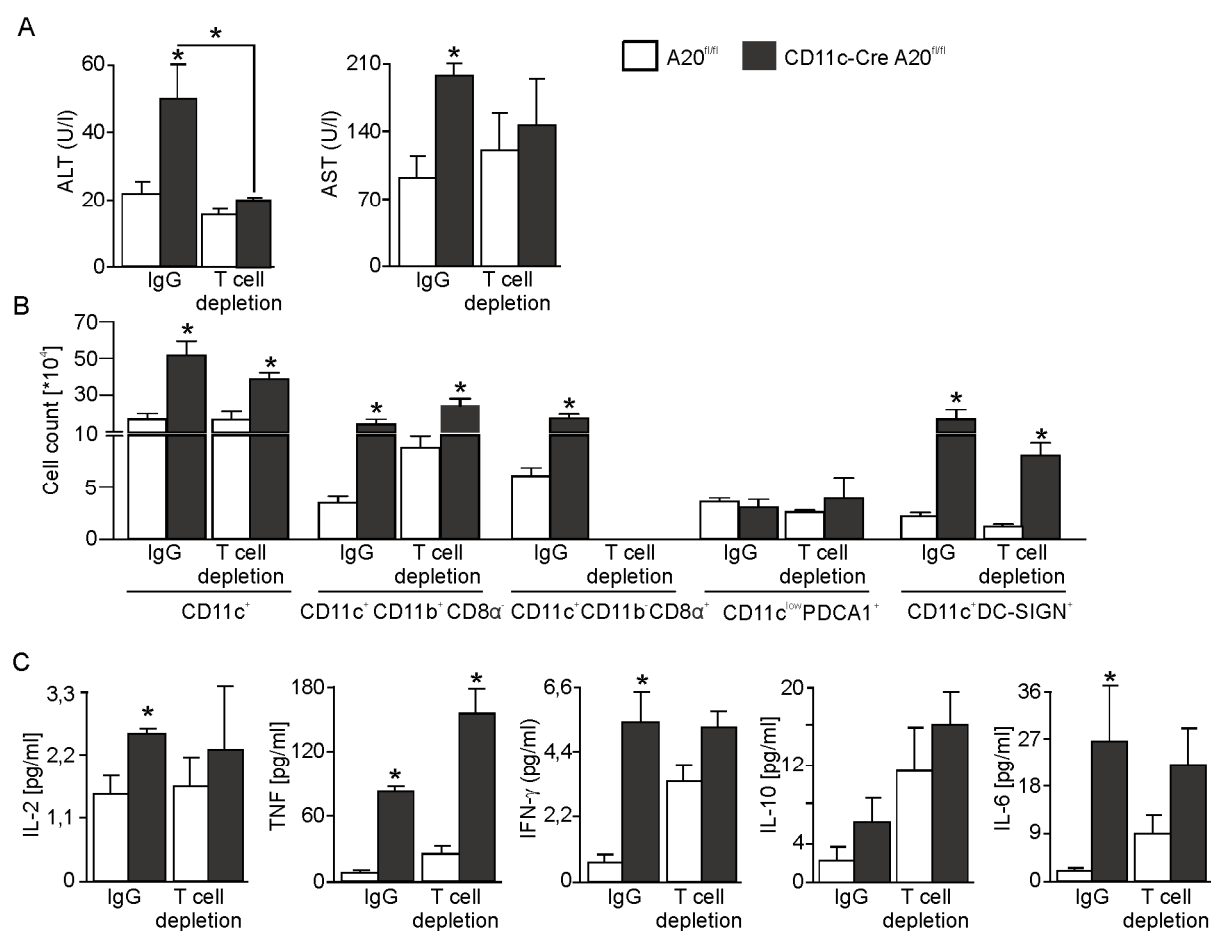 A
*
*
60
40
20
0
ALT (U/l)
IgG
T cell
depletion
*
210
140
70
0
AST (U/l)
IgG
T cell
depletion
A20fl/fl
CD11c-Cre A20fl/fl
B
70
50
30
10
5
0
Cell count [*10⁴]
*
*
*
*
*
*
*
IgG
T cell
depletion
IgG
T cell
depletion
IgG
T cell
depletion
IgG
T cell
depletion
IgG
T cell
depletion
CD11c⁺
CD11c⁺CD11b⁺CD8α⁻
CD11c⁺CD11b⁻CD8α⁺
CD11clowPDCA1⁺
CD11c⁺DC-SIGN⁺
C
3,3
2,2
1,1
0
IL-2 [pg/ml]
*
IgG
T cell
depletion
180
120
60
0
TNF [pg/ml]
*
*
IgG
T cell
depletion
6,6
4,4
2,2
0
IFN-γ (pg/ml)
*
IgG
T cell
depletion
20
12
4
0
IL-10 [pg/ml]
IgG
T cell
depletion
36
27
18
9
0
IL-6 [pg/ml]
*
IgG
T cell
depletion